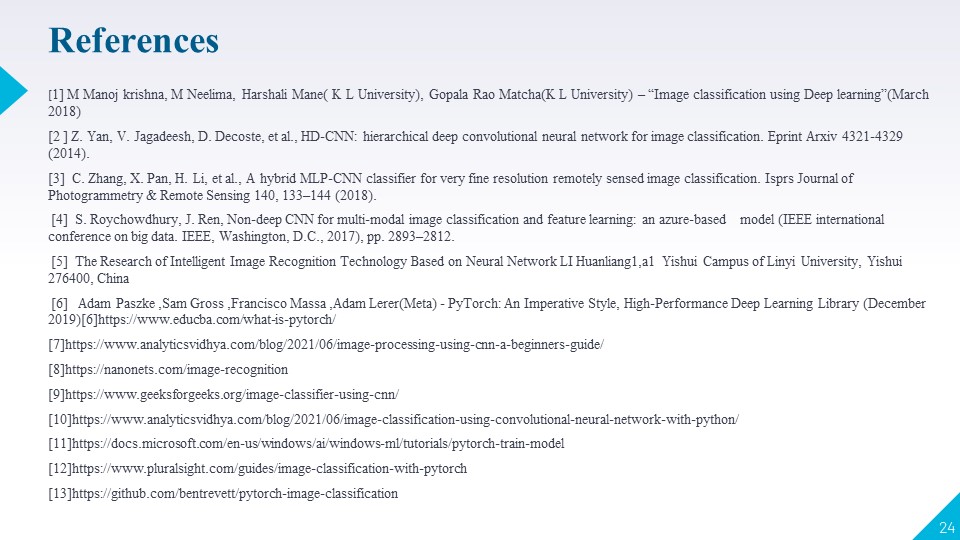 References
[1] M Manoj krishna, M Neelima, Harshali Mane( K L University), Gopala Rao Matcha(K L University) – “Image classification using Deep learning”(March
2018)
[2 ] Z. Yan, V. Jagadeesh, D. Decoste, et al., HD-CNN: hierarchical deep convolutional neural network for image classification. Eprint Arxiv 4321-4329
(2014).
[3] C. Zhang, X. Pan, H. Li, et al., A hybrid MLP-CNN classifier for very fine resolution remotely sensed image classification. Isprs Journal of
Photogrammetry & Remote Sensing 140, 133–144 (2018).
[4] S. Roychowdhury, J. Ren, Non-deep CNN for multi-modal image classification and feature learning: an azure-based model (IEEE international
conference on big data. IEEE, Washington, D.C., 2017), pp. 2893–2812.
[5] The Research of Intelligent Image Recognition Technology Based on Neural Network LI Huanliang1,a1 Yishui Campus of Linyi University, Yishui
276400, China
[6] Adam Paszke ,Sam Gross ,Francisco Massa ,Adam Lerer(Meta) - PyTorch: An Imperative Style, High-Performance Deep Learning Library (December
2019)[6]https://www.educba.com/what-is-pytorch/
[7]https://www.analyticsvidhya.com/blog/2021/06/image-processing-using-cnn-a-beginners-guide/
[8]https://nanonets.com/image-recognition
[9]https://www.geeksforgeeks.org/image-classifier-using-cnn/
[10]https://www.analyticsvidhya.com/blog/2021/06/image-classification-using-convolutional-neural-network-with-python/
[11]https://docs.microsoft.com/en-us/windows/ai/windows-ml/tutorials/pytorch-train-model
[12]https://www.pluralsight.com/guides/image-classification-with-pytorch
[13]https://github.com/bentrevett/pytorch-image-classification
24